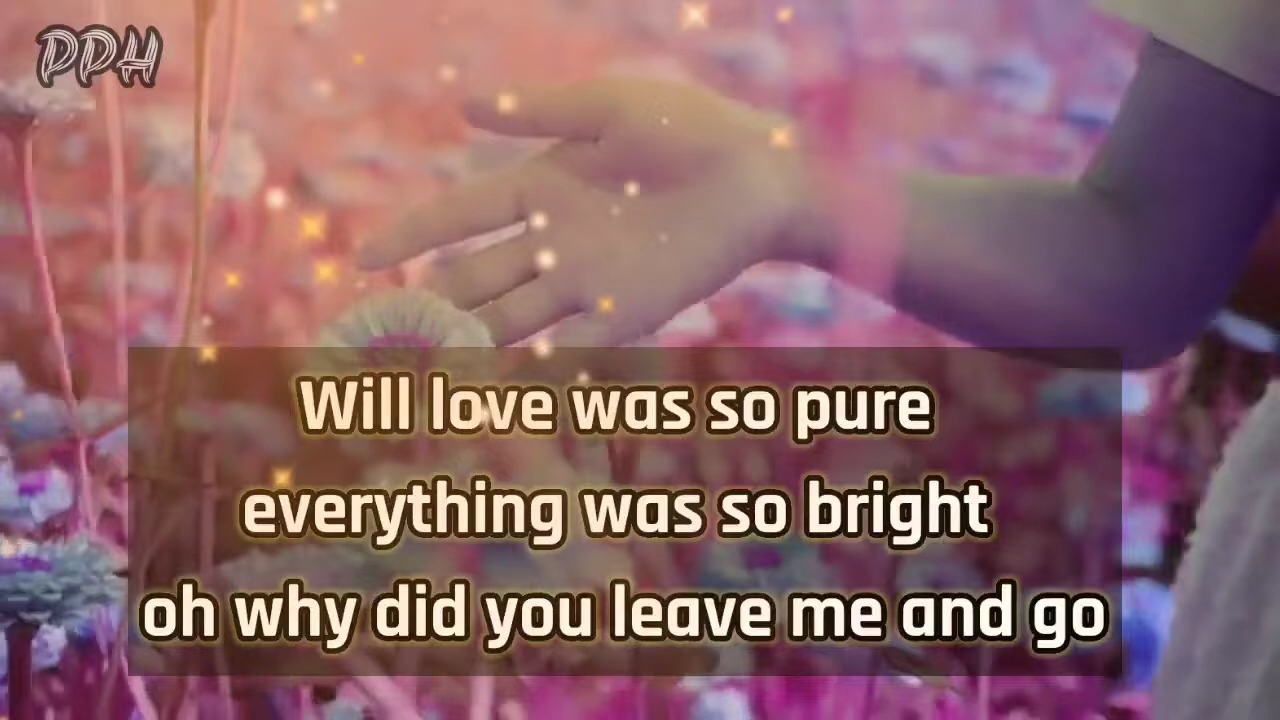 PPH
Will love was so pure
everything was so bright
oh why did you leave me and go